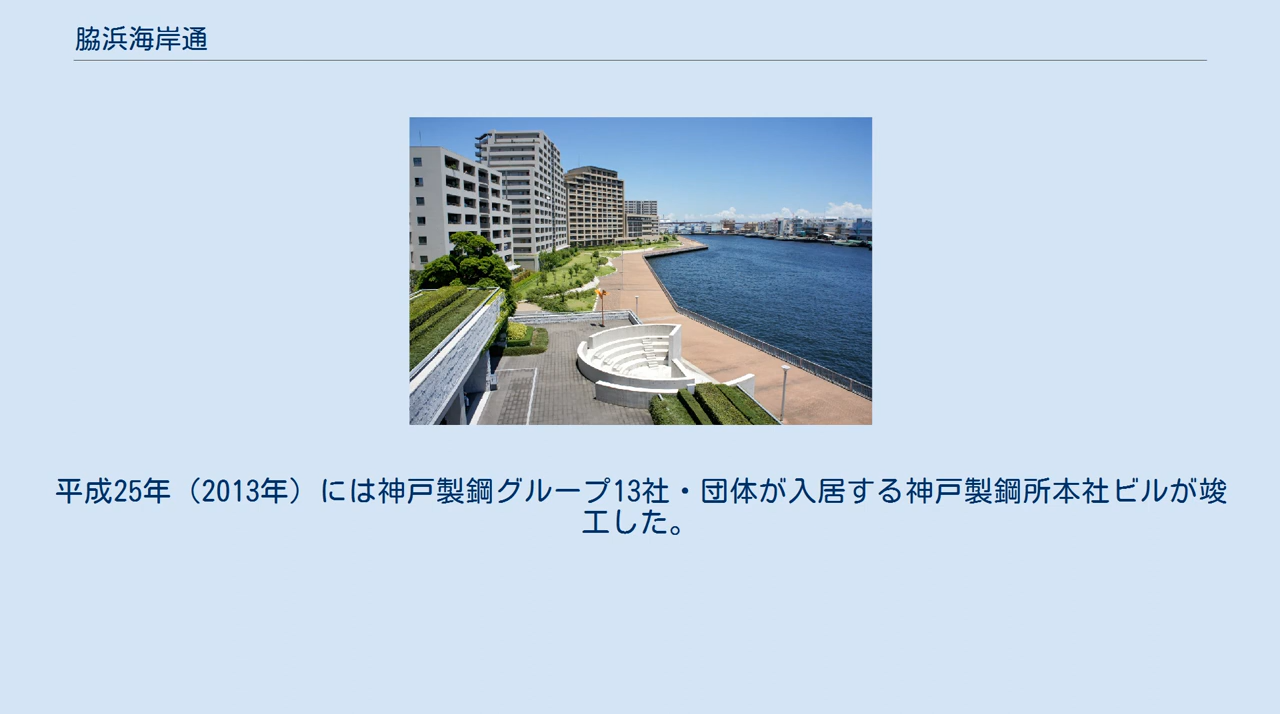 脇浜海岸通
平成25年（2013年）には神戸製鋼グループ13社・団体が入居する神戸製鋼所本社ビルが竣
工した。